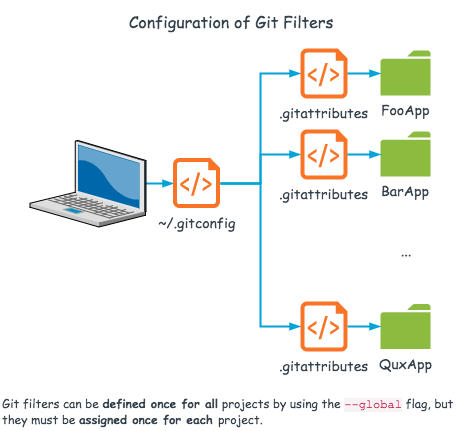 Configuration of Git Filters
</>
.gitattributes FooApp
</>
.gitattributes BarApp
</>
~/.gitconfig
...
</>
.gitattributes QuxApp
Git filters can be defined once for all projects by using the --global flag, but
they must be assigned once for each project.